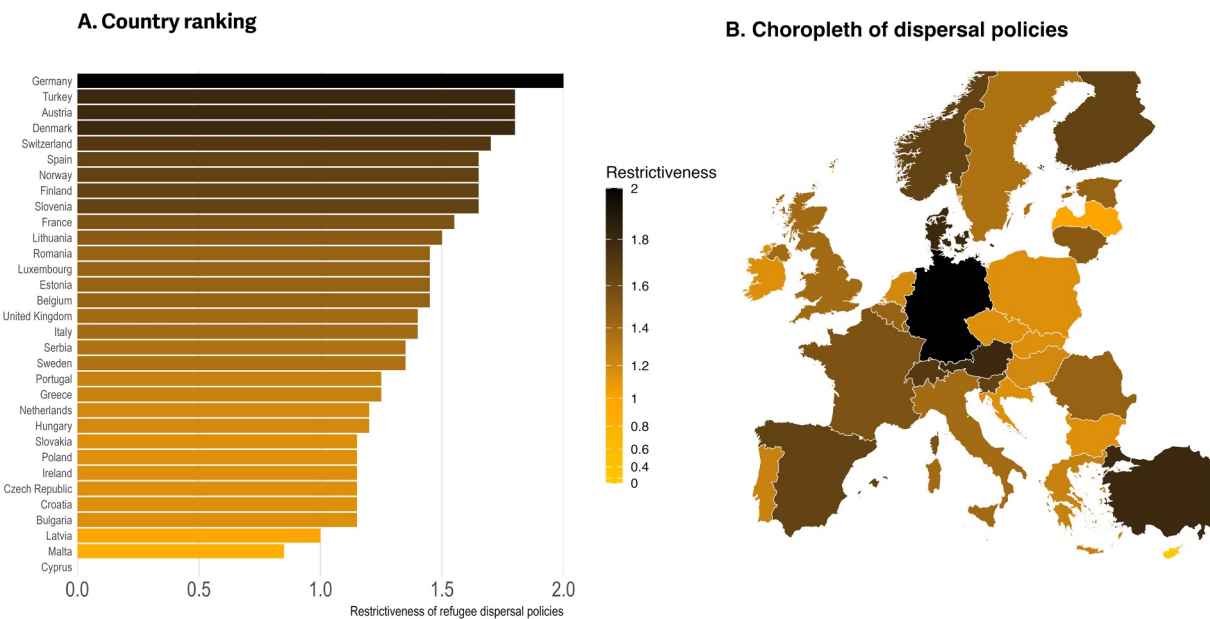 A. Country ranking
Germany
Turkey
Austria
Denmark
Switzerland
Spain
Norway
Finland
Slovenia
France
Lithuania
Romania
Luxembourg
Estonia
Belgium
United Kingdom
Italy
Serbia
Sweden
Portugal
Greece
Netherlands
Hungary
Slovakia
Poland
Ireland
Czech Republic
Croatia
Bulgaria
Latvia
Malta
Cyprus
0.0 0.5 1.0 1.5 2.0
Restrictiveness of refugee dispersal policies
B. Choropleth of dispersal policies
Restrictiveness
2
1.8
1.6
1.4
1.2
1
0.8
0.6
0.4
0